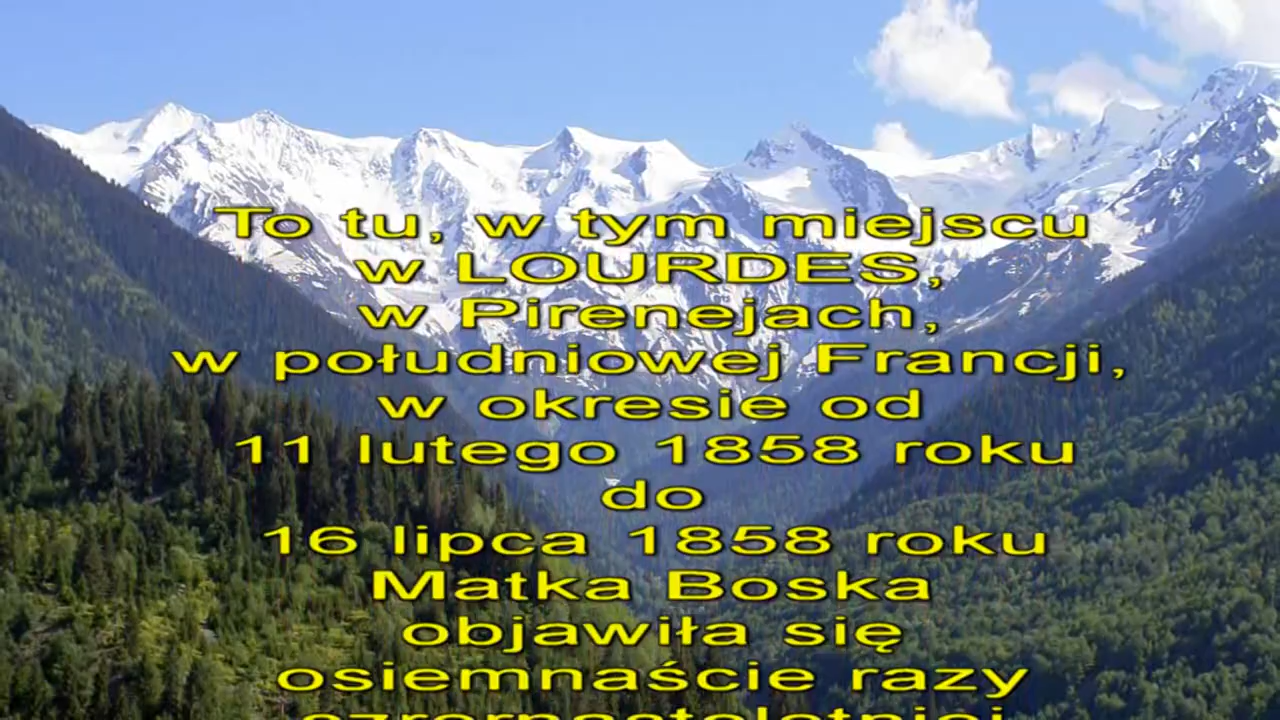 To tu, w tym miejscu
w LOURDES,
w Pirenejach,
w południowej Francji,
w okresie od
11 lutego 1858 roku
do
16 lipca 1858 roku
Matka Boska
objawiła się
osiemnaście razy